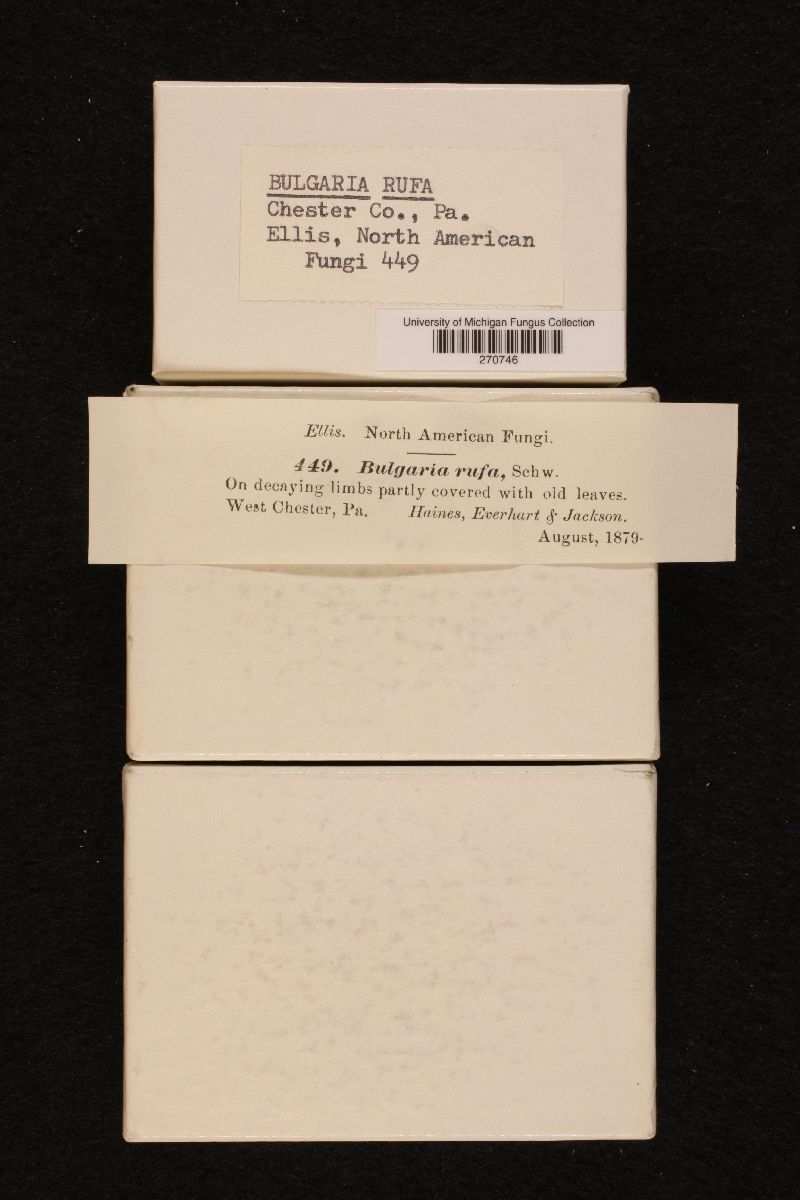 BULGARIA RUFA
Chester Co., Pa.
Ellis, North American
Fungi 449
University of Michigan Fungus Collection
270746
Ellis. North American Fungi.
449. Bulgaria rufa, Schw.
On decaying limbs partly covered with old leaves.
West Chester, Pa. Haines, Everhart & Jackson.
August, 1879.